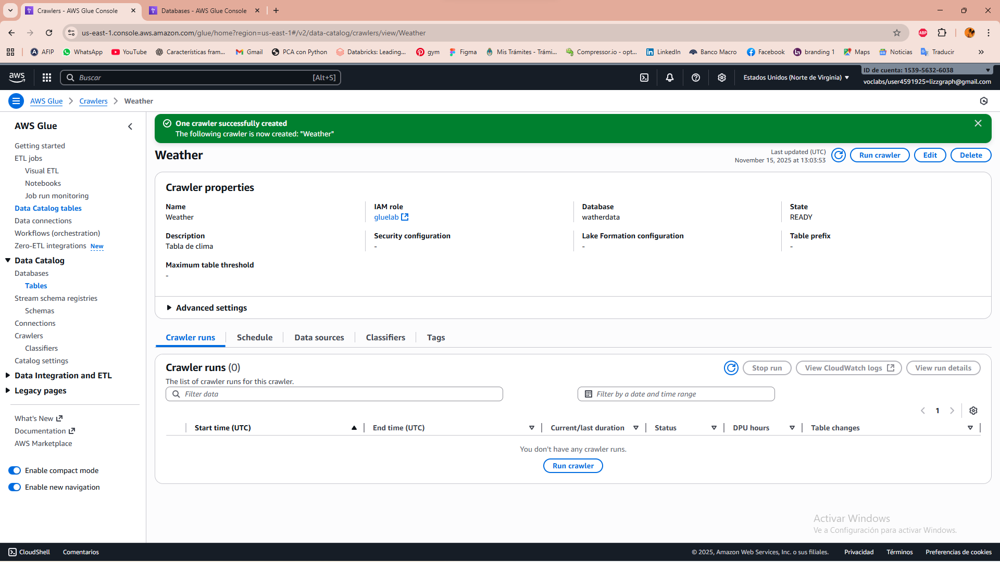 Crawlers - AWS Glue Console
Databases - AWS Glue Console
us-east-1.console.aws.amazon.com/glue/home?region=us-east-1#/v2/data-catalog/crawlers/view/Weather
ABP
AFIP
WhatsApp
YouTube
Características fram...
Gmail
PCA con Python
Databricks: Leading...
gym
Figma
Mis Trámites - Trámi...
Compressor.io - opt...
LinkedIn
Banco Macro
Facebook
branding 1
Maps
Noticias
Traducir
aws
Buscar
[Alt+S]
Estados Unidos (Norte de Virginia)
ID de cuenta: 1539-5632-6038
voclabs/user4591925=lizzgraph@gmail.com
AWS Glue
Crawlers
Weather
AWS Glue
Getting started
ETL jobs
Visual ETL
Notebooks
Job run monitoring
Data Catalog tables
Data connections
Workflows (orchestration)
Zero-ETL integrations New
Data Catalog
Databases
Tables
Stream schema registries
Schemas
Connections
Crawlers
Classifiers
Catalog settings
Data Integration and ETL
Legacy pages
What's New
Documentation
AWS Marketplace
Enable compact mode
Enable new navigation
One crawler successfully created
The following crawler is now created: "Weather"
Weather
Last updated (UTC)
November 15, 2025 at 13:03:53
Run crawler
Edit
Delete
Crawler properties
Name
Weather
IAM role
gluelab
Database
watherdata
State
READY
Description
Tabla de clima
Security configuration
-
Lake Formation configuration
-
Table prefix
-
Maximum table threshold
-
Advanced settings
Crawler runs
Schedule
Data sources
Classifiers
Tags
Crawler runs (0)
The list of crawler runs for this crawler.
Stop run
View CloudWatch logs
View run details
Filter data
Filter by a date and time range
1
Start time (UTC)
End time (UTC)
Current/last duration
Status
DPU hours
Table changes
You don't have any crawler runs.
Run crawler
Activar Windows
Ve a Configuración para activar Windows.
CloudShell
Comentarios
© 2025, Amazon Web Services, Inc. o sus filiales.
Privacidad
Términos
Preferencias de cookies